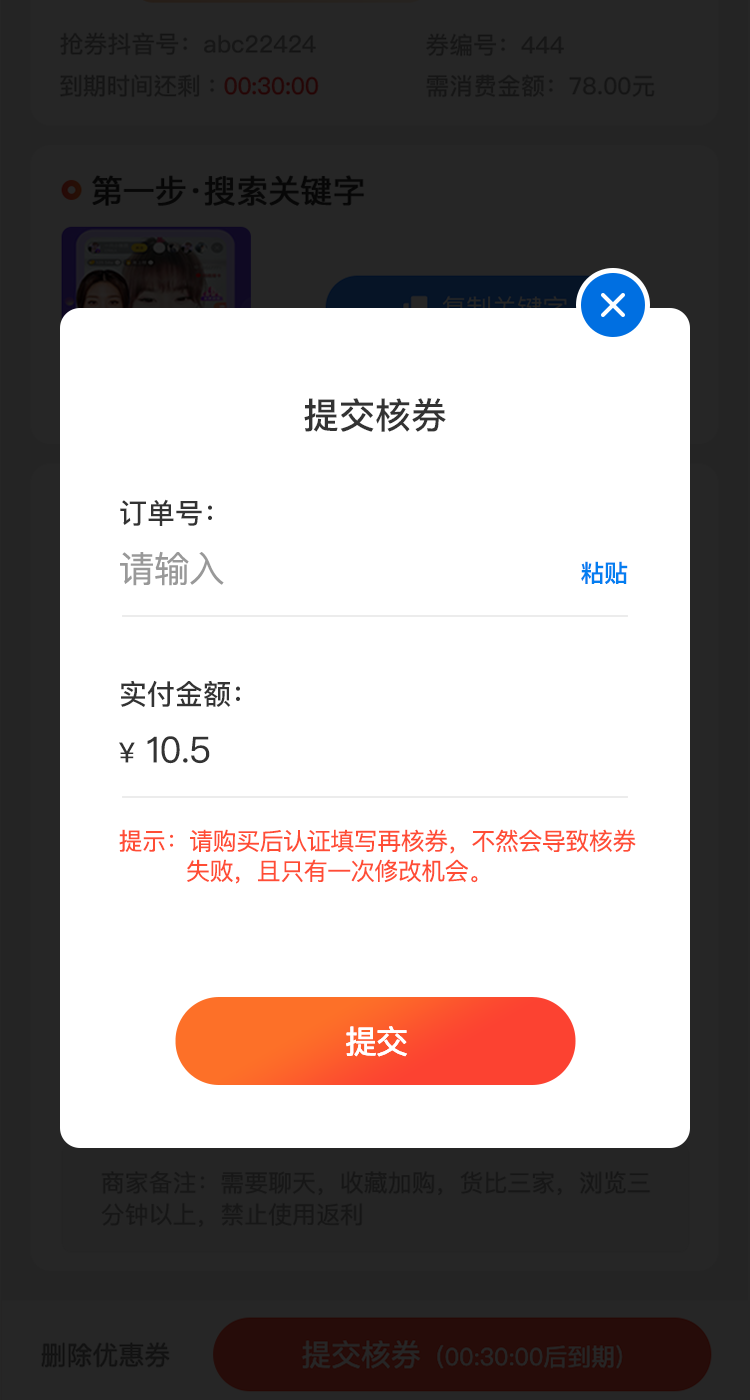 抢券抖音号：abc22424
券编号：444
到期时间还剩：00:30:00
需消费金额：78.00元
第一步·搜索关键字
复制关键字
提交核券
订单号：
请输入
粘贴
实付金额：
¥ 10.5
提示：请购买后认证填写再核券，不然会导致核券
失败，且只有一次修改机会。
提交
商家备注：需要聊天，收藏加购，货比三家，浏览三
分钟以上，禁止使用返利
删除优惠券
提交核券（00:30:00后到期）